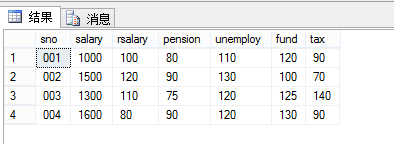 结果 消息
sno salary rsalary pension unemploy fund tax
1 001 1000 100 80 110 120 90
2 002 1500 120 90 130 100 70
3 003 1300 110 75 120 125 140
4 004 1600 80 90 120 130 90